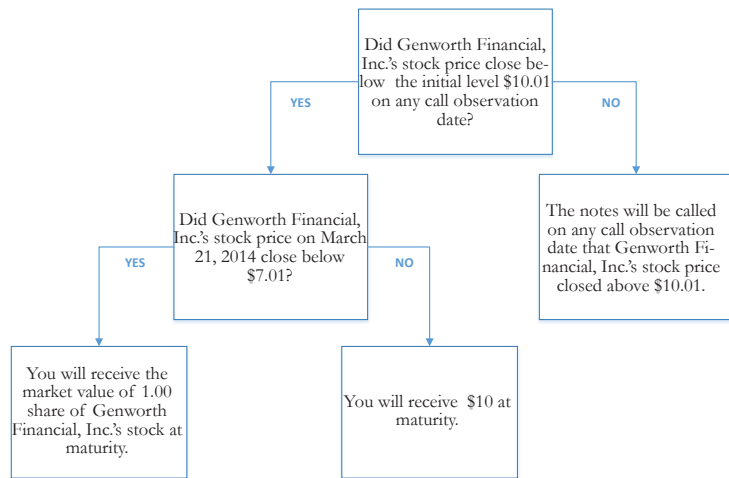 Did Genworth Financial,
Inc.'s stock price close be-
low the initial level $10.01
on any call observation
date?
YES
NO
Did Genworth Financial,
Inc.'s stock price on March
21, 2014 close below
$7.01?
The notes will be called
on any call observation
date that Genworth Fi-
nancial, Inc.'s stock price
closed above $10.01.
YES
NO
You will receive the
market value of 1.00
share of Genworth
Financial, Inc.'s stock at
maturity.
You will receive $10 at
maturity.